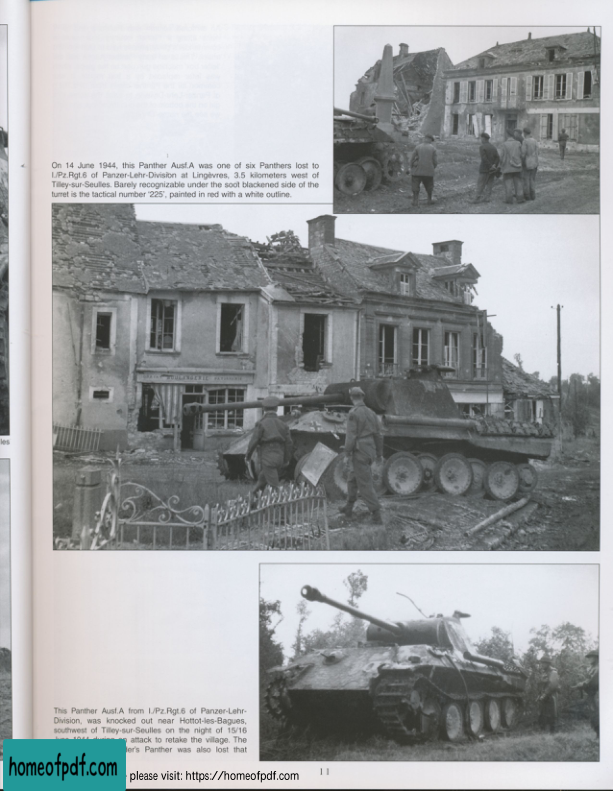 On 14 June 1944, this Panther Ausf.A was one of six Panthers lost to
I./Pz.Rgt.6 of Panzer-Lehr-Division at Lingèvres, 3.5 kilometers west of
Tilley-sur-Seulles. Barely recognizable under the soot blackened side of the
turret is the tactical number '225', painted in red with a white outline.
BOULANGERIE
les
This Panther Ausf.A from I./Pz.Rgt.6 of Panzer-Lehr-
Division, was knocked out near Hottot-les-Bagues,
southwest of Tilley-sur-Seulles on the night of 15/16
attack to retake the village. The
Panther was also lost that
homeofpdf.com
please visit: https://homeofpdf.com
11